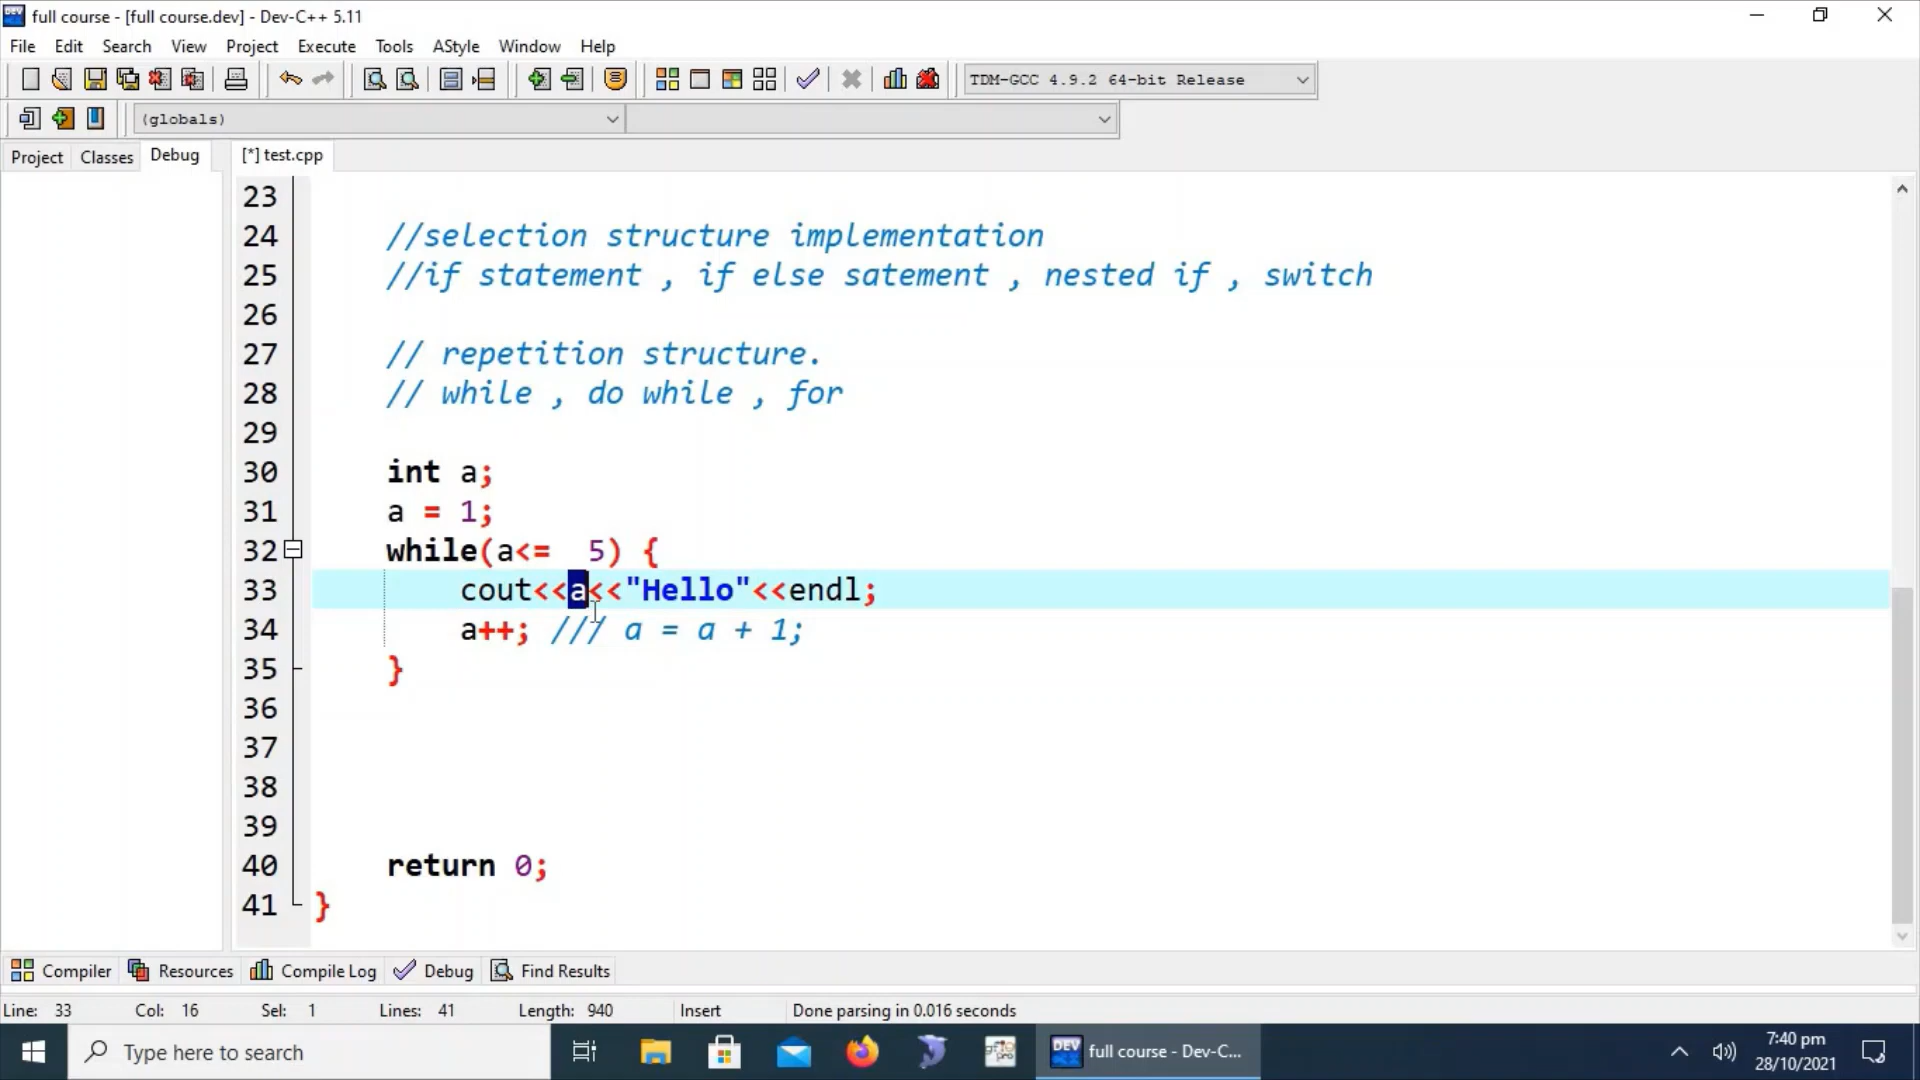 full course - [full course.dev] - Dev-C++ 5.11
File Edit Search View Project Execute Tools AStyle Window Help
TDM-GCC 4.9.2 64-bit Release
(globals)
Project Classes Debug [*] test.cpp
23
24 //selection structure implementation
25 //if statement , if else satement , nested if , switch
26
27 // repetition structure.
28 // while , do while , for
29
30 int a;
31 a = 1;
32 while(a<=  5) {
33 cout<<a<<"Hello"<<endl;
34 a++; /// a = a + 1;
35 }
36
37
38
39
40 return 0;
41 }
Compiler Resources Compile Log Debug Find Results
Line: 33 Col: 16 Sel: 1 Lines: 41 Length: 940 Insert Done parsing in 0.016 seconds
Type here to search
DEV full course - Dev-C...
7:40 pm
28/10/2021